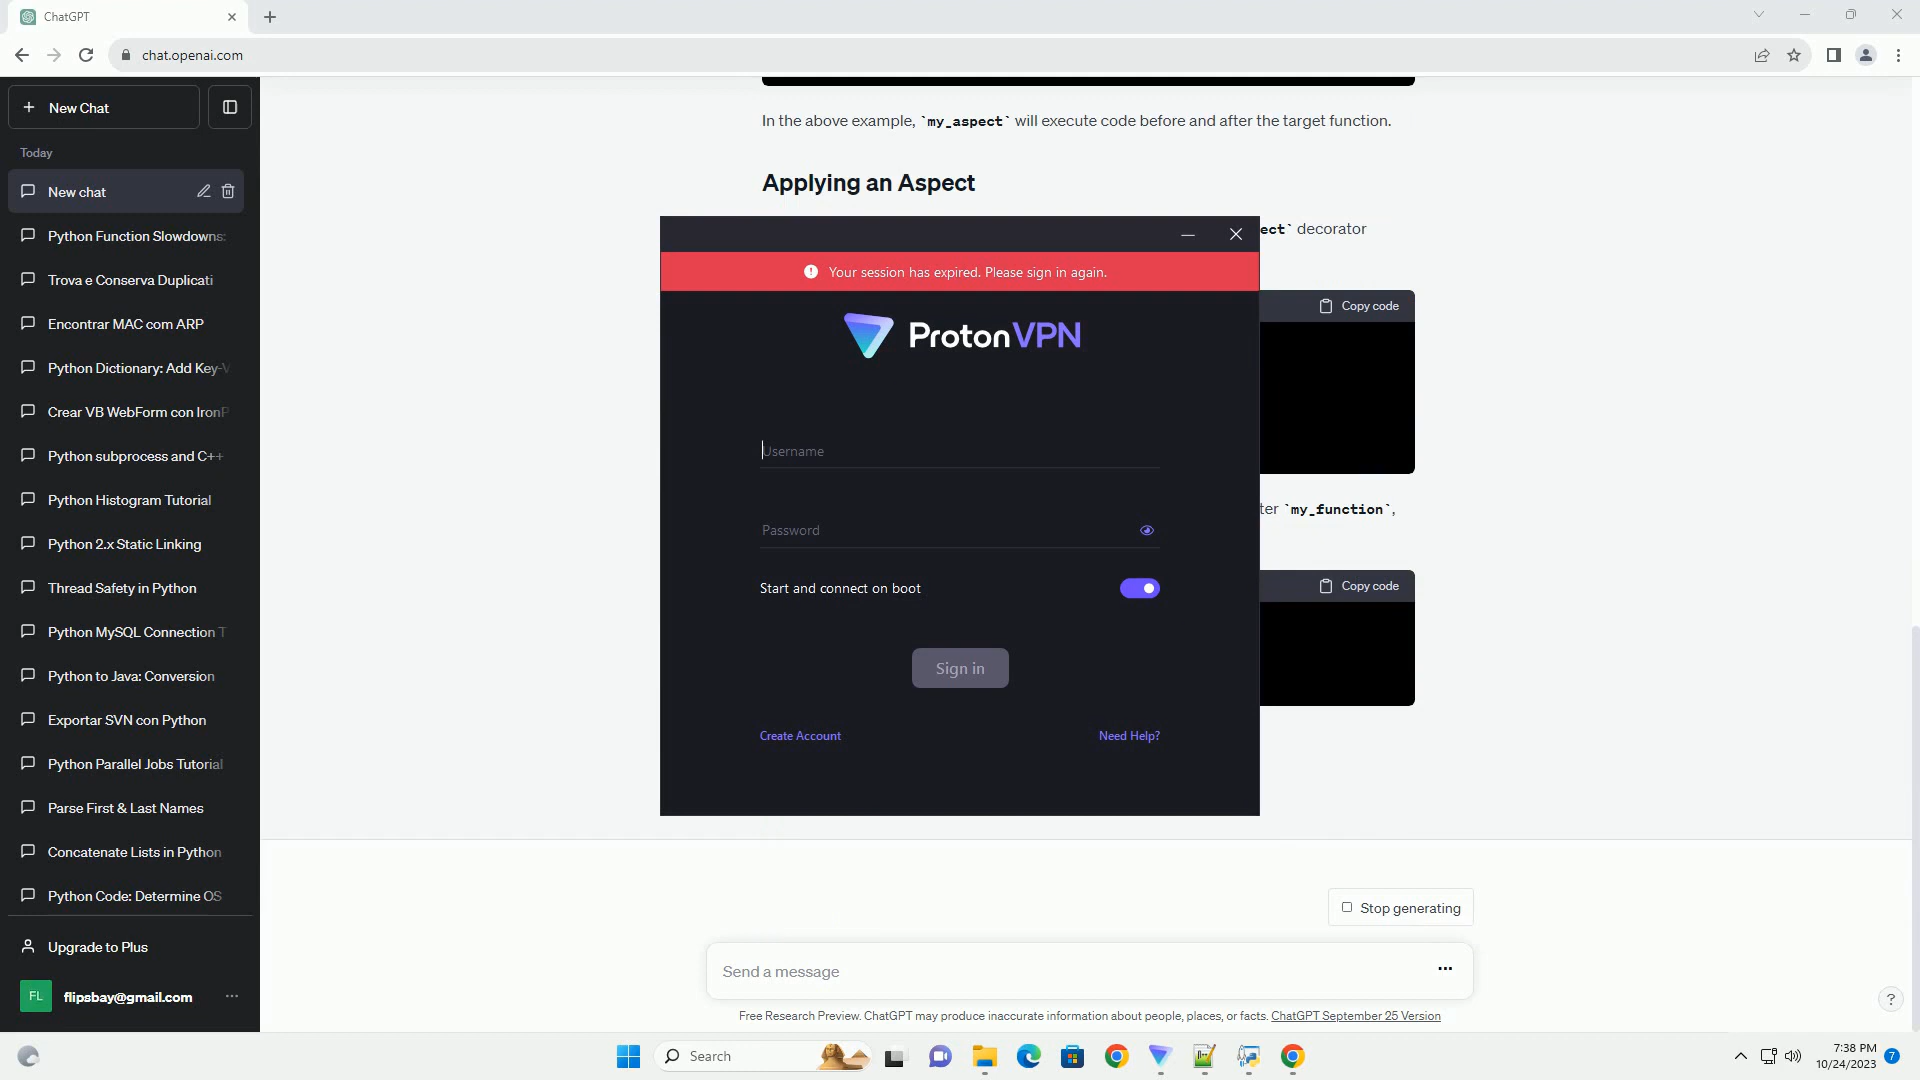 ChatGPT
chat.openai.com
New Chat
Today
New chat
Python Function Slowdowns:
Trova e Conserva Duplicati
Encontrar MAC com ARP
Python Dictionary: Add Key-V
Crear VB WebForm con IronP
Python subprocess and C++
Python Histogram Tutorial
Python 2.x Static Linking
Thread Safety in Python
Python MySQL Connection T
Python to Java: Conversion
Exportar SVN con Python
Python Parallel Jobs Tutorial
Parse First & Last Names
Concatenate Lists in Python
Python Code: Determine OS
Upgrade to Plus
FL
flipsbay@gmail.com
In the above example, `my_aspect` will execute code before and after the target function.
Applying an Aspect
ect` decorator
Copy code
ter `my_function`,
Copy code
Your session has expired. Please sign in again.
ProtonVPN
Username
Password
Start and connect on boot
Sign in
Create Account
Need Help?
Stop generating
Send a message
Free Research Preview. ChatGPT may produce inaccurate information about people, places, or facts. ChatGPT September 25 Version
?
Search
7:38 PM
10/24/2023
7